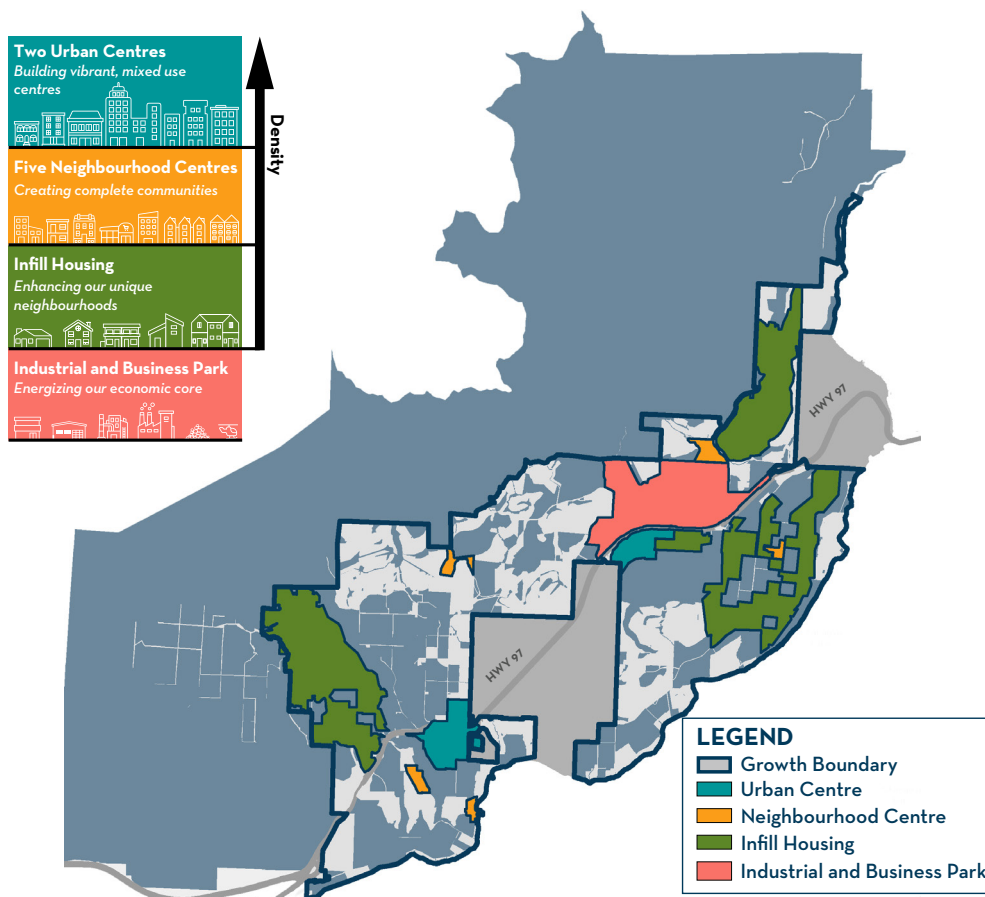 Two Urban Centres
Building vibrant, mixed use
centres
Five Neighbourhood Centres
Creating complete communities
Infill Housing
Enhancing our unique
neighbourhoods
Industrial and Business Park
Energizing our economic core
Density
HWY 97
HWY 97
LEGEND
Growth Boundary
Urban Centre
Neighbourhood Centre
Infill Housing
Industrial and Business Park